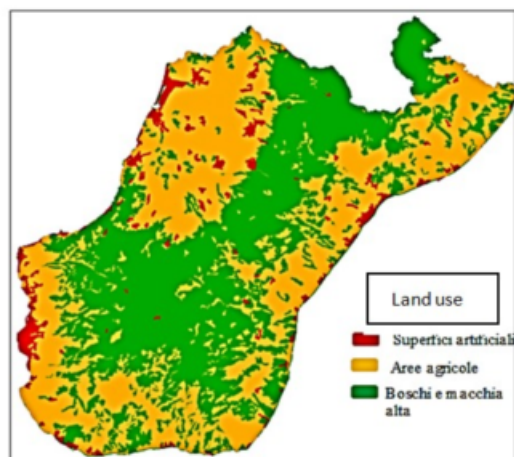 Land use
Superfici artificiali
Aree agricole
Boschi e macchia
alta